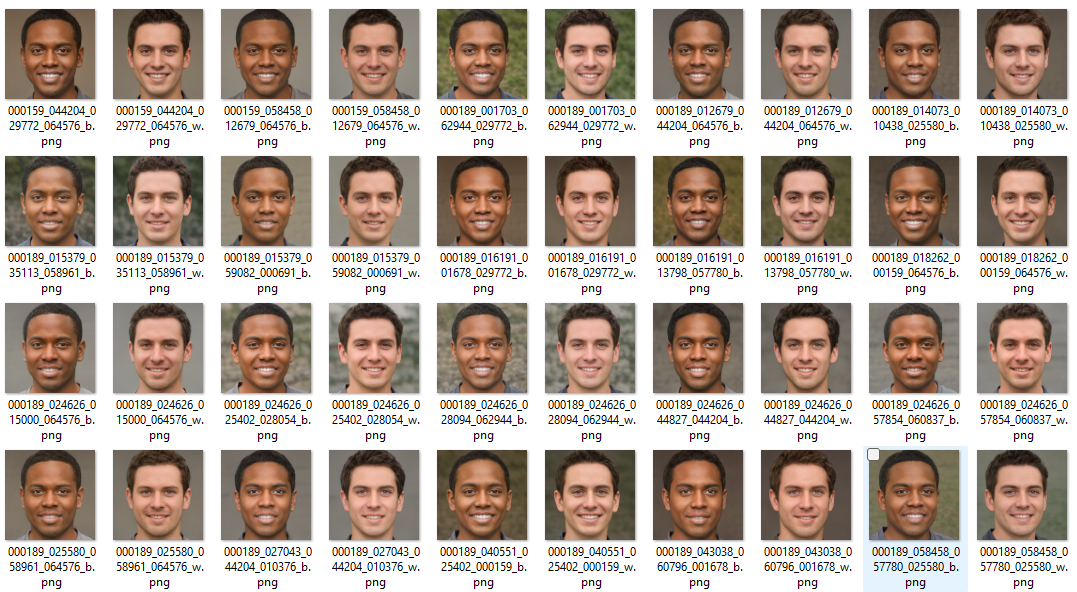 000159_044204_0
29772_064576_b.
png
000159_044204_0
29772_064576_w.
png
000159_058458_0
12679_064576_b.
png
000159_058458_0
12679_064576_w.
png
000189_001703_0
62944_029772_b.
png
000189_001703_0
62944_029772_w.
png
000189_012679_0
44204_064576_b.
png
000189_012679_0
44204_064576_w.
png
000189_014073_0
10438_025580_b.
png
000189_014073_0
10438_025580_w.
png
000189_015379_0
35113_058961_b.
png
000189_015379_0
35113_058961_w.
png
000189_015379_0
59082_000691_b.
png
000189_015379_0
59082_000691_w.
png
000189_016191_0
01678_029772_b.
png
000189_016191_0
01678_029772_w.
png
000189_016191_0
13798_057780_b.
png
000189_016191_0
13798_057780_w.
png
000189_018262_0
00159_064576_b.
png
000189_018262_0
00159_064576_w.
png
000189_024626_0
15000_064576_b.
png
000189_024626_0
15000_064576_w.
png
000189_024626_0
25402_028054_b.
png
000189_024626_0
25402_028054_w.
png
000189_024626_0
28094_062944_b.
png
000189_024626_0
28094_062944_w.
png
000189_024626_0
44827_044204_b.
png
000189_024626_0
44827_044204_w.
png
000189_024626_0
57854_060837_b.
png
000189_024626_0
57854_060837_w.
png
000189_025580_0
58961_064576_b.
png
000189_025580_0
58961_064576_w.
png
000189_027043_0
44204_010376_b.
png
000189_027043_0
44204_010376_w.
png
000189_040551_0
25402_000159_b.
png
000189_040551_0
25402_000159_w.
png
000189_043038_0
60796_001678_b.
png
000189_043038_0
60796_001678_w.
png
000189_058458_0
57780_025580_b.
png
000189_058458_0
57780_025580_w.
png